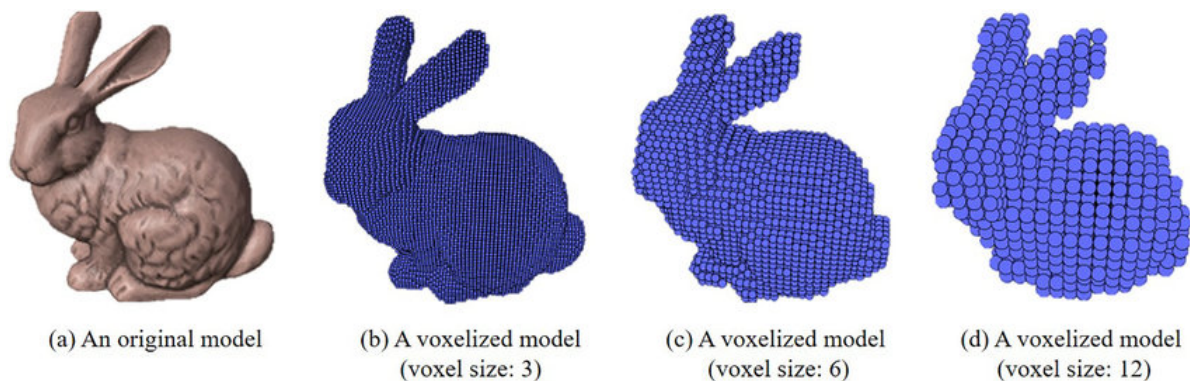 (a) An original model
(b) A voxelized model
(voxel size: 3)
(c) A voxelized model
(voxel size: 6)
(d) A voxelized model
(voxel size: 12)